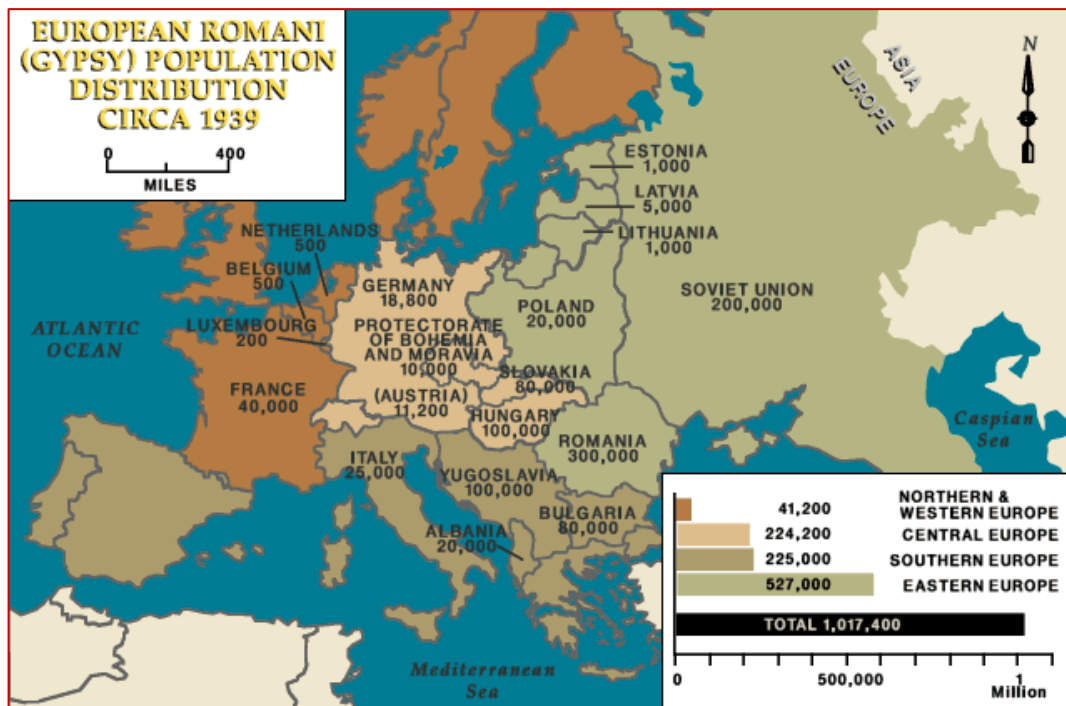 EUROPEAN ROMANI
(GYPSY) POPULATION
DISTRIBUTION
CIRCA 1939
0 400
MILES
N
ASIA
EUROPE
ESTONIA
1,000
LATVIA
5,000
LITHUANIA
1,000
NETHERLANDS
500
BELGIUM
500
LUXEMBOURG
200
GERMANY
18,800
PROTECTORATE
OF BOHEMIA
AND MORAVIA
10,000
POLAND
20,000
SOVIET UNION
200,000
ATLANTIC
OCEAN
FRANCE
40,000
SLOVAKIA
80,000
(AUSTRIA)
11,200
HUNGARY
100,000
ROMANIA
300,000
Caspian
Sea
ITALY
25,000
YUGOSLAVIA
100,000
BULGARIA
80,000
ALBANIA
20,000
Mediterranean
Sea
41,200 NORTHERN &
WESTERN EUROPE
224,200 CENTRAL EUROPE
225,000 SOUTHERN EUROPE
527,000 EASTERN EUROPE
TOTAL 1,017,400
0 500,000 1
Million